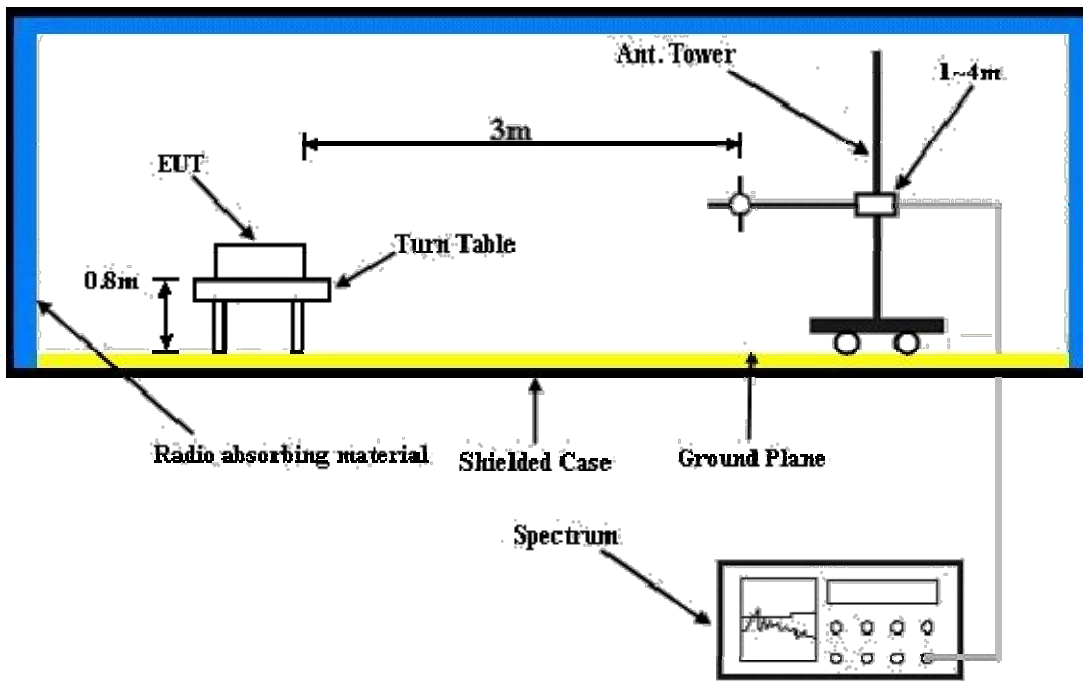 Ant. Tower
1~4m
3m
EUT
Turn Table
0.8m
Radio absorbing material
Shielded Case
Ground Plane
Spectrum